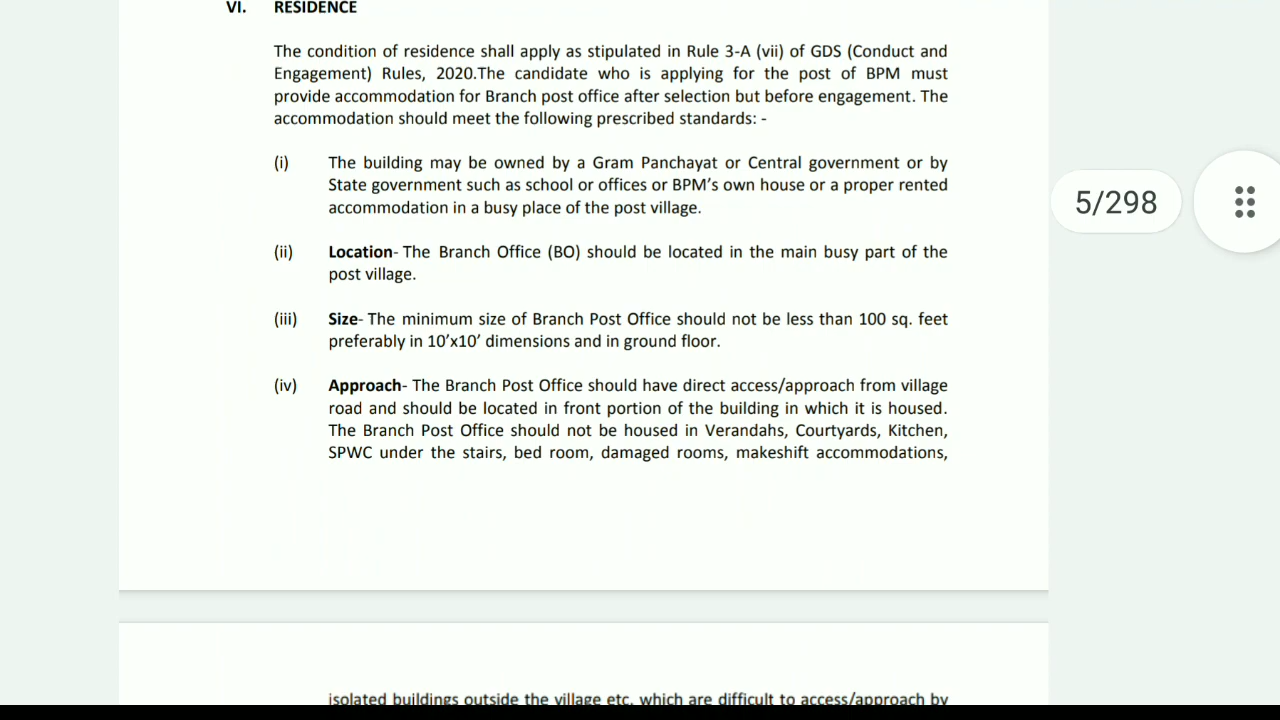 VI. RESIDENCE
The condition of residence shall apply as stipulated in Rule 3-A (vii) of GDS (Conduct and
Engagement) Rules, 2020.The candidate who is applying for the post of BPM must
provide accommodation for Branch post office after selection but before engagement. The
accommodation should meet the following prescribed standards: -
(i) The building may be owned by a Gram Panchayat or Central government or by
State government such as school or offices or BPM's own house or a proper rented
accommodation in a busy place of the post village.
(ii) Location- The Branch Office (BO) should be located in the main busy part of the
post village.
(iii) Size- The minimum size of Branch Post Office should not be less than 100 sq. feet
preferably in 10'x10' dimensions and in ground floor.
(iv) Approach- The Branch Post Office should have direct access/approach from village
road and should be located in front portion of the building in which it is housed.
The Branch Post Office should not be housed in Verandahs, Courtyards, Kitchen,
SPWC under the stairs, bed room, damaged rooms, makeshift accommodations,
isolated buildings outside the village etc. which are difficult to access/approach by
5/298